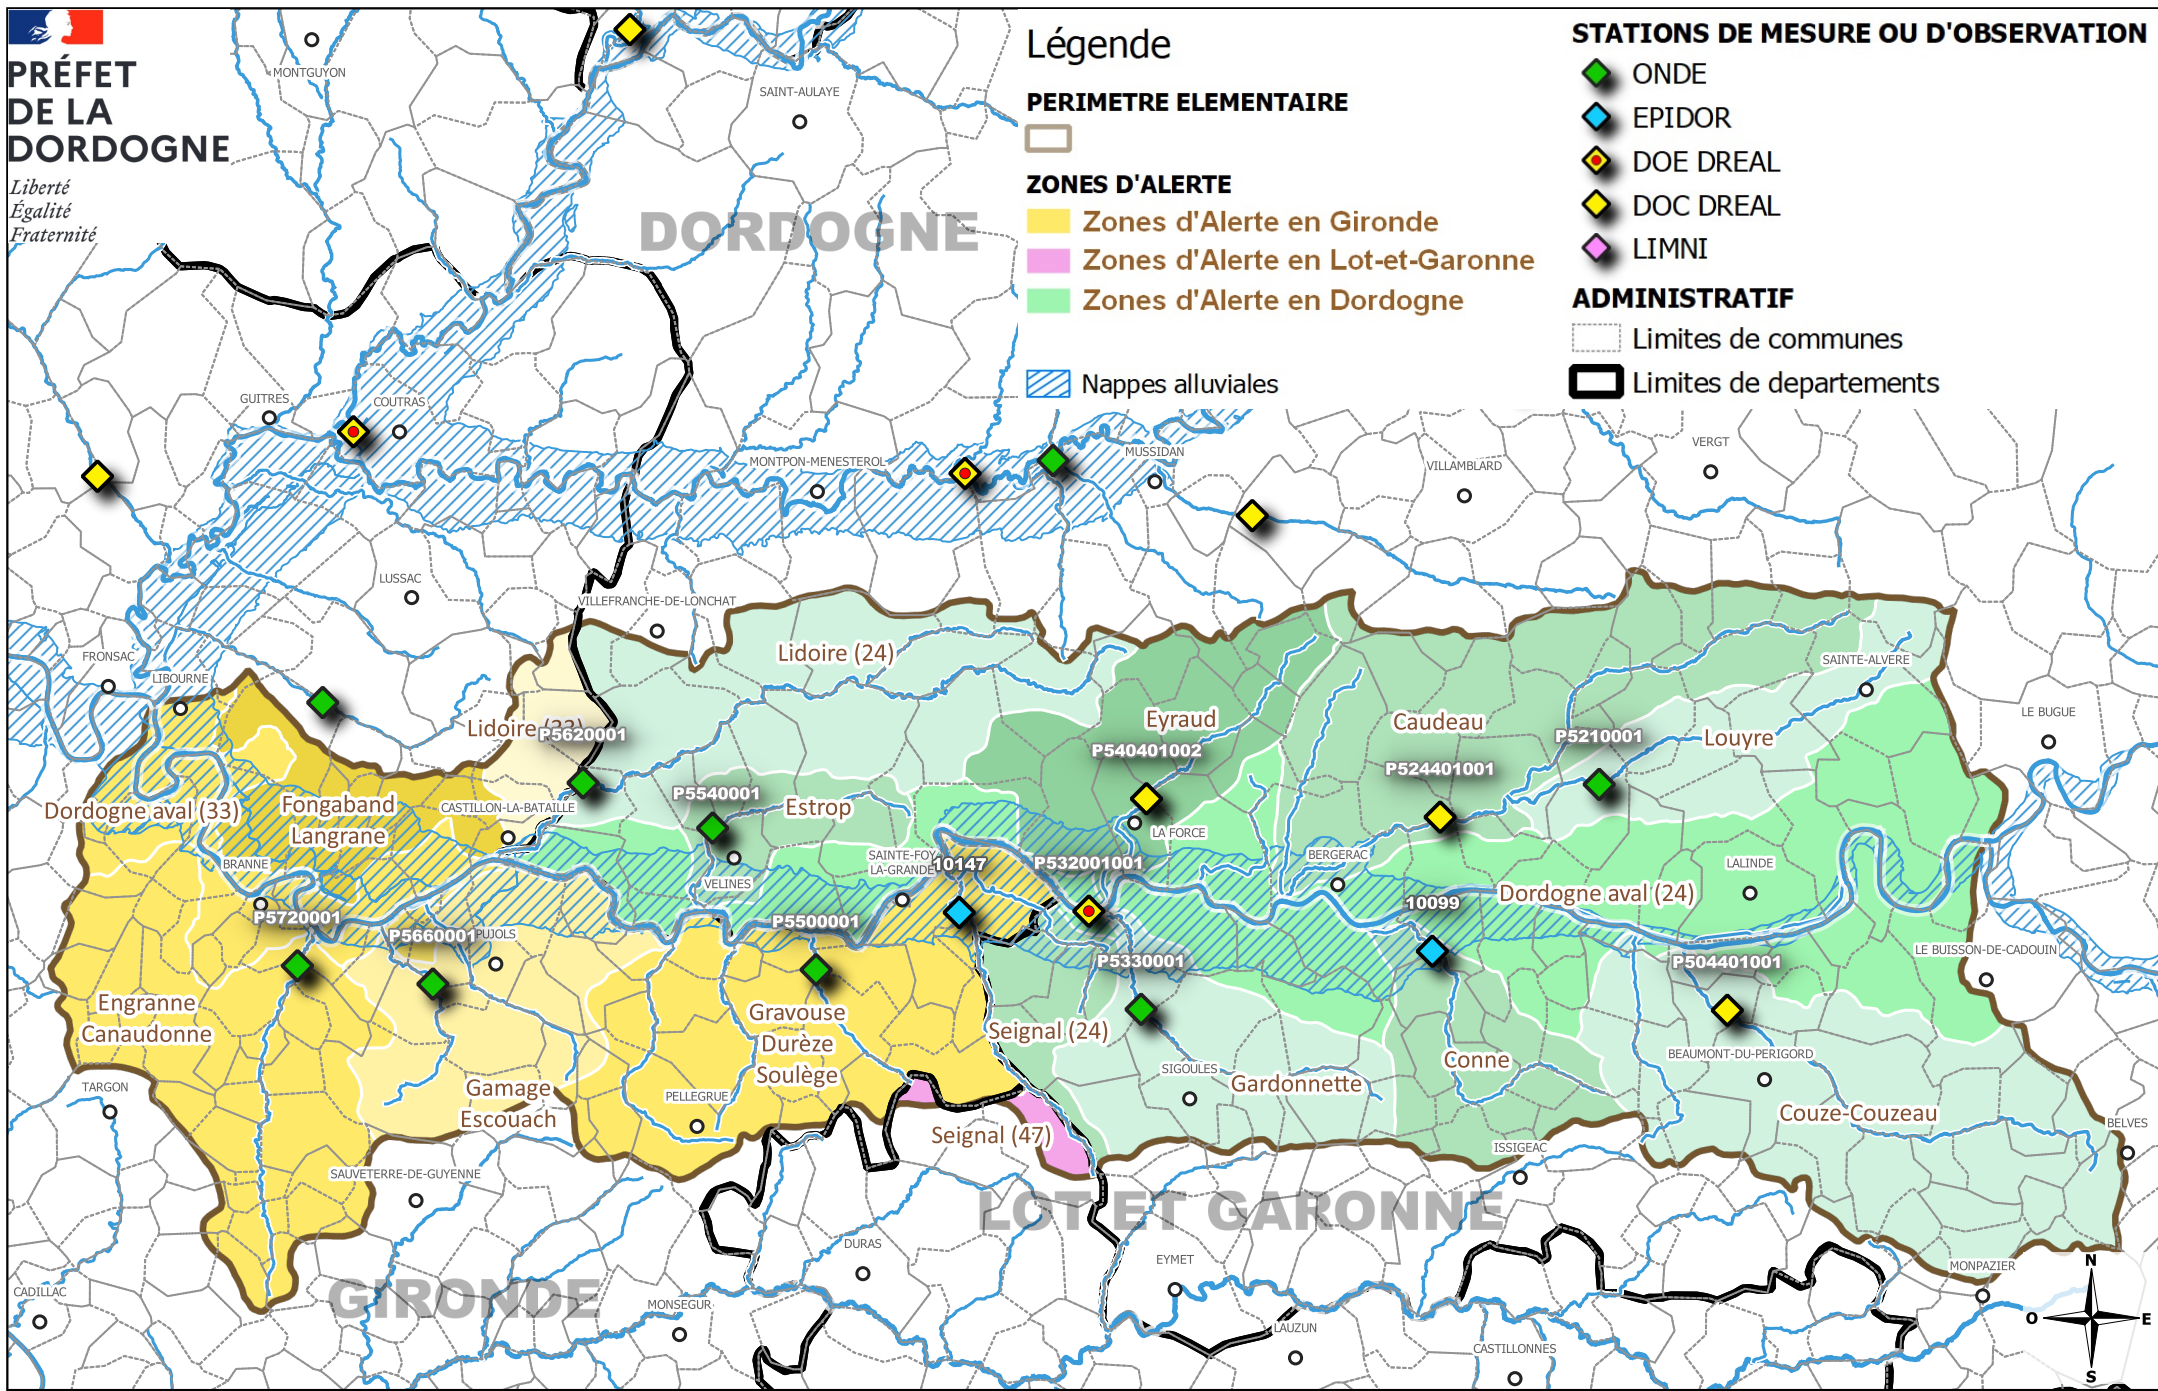 PRÉFET
DE LA
DORDOGNE
Liberté
Égalité
Fraternité
Légende
PERIMETRE ELEMENTAIRE
ZONES D'ALERTE
Zones d'Alerte en Gironde
Zones d'Alerte en Lot-et-Garonne
Zones d'Alerte en Dordogne
Nappes alluviales
STATIONS DE MESURE OU D'OBSERVATION
ONDE
EPIDOR
DOE DREAL
DOC DREAL
LIMNI
ADMINISTRATIF
Limites de communes
Limites de departements
MONTGUYON
SAINT-AULAYE
DORDOGNE
GUITRES
COUTRAS
MONTPON-MENESTEROL
MUSSIDAN
VILLAMBLARD
VERGT
LUSSAC
VILLEFRANCHE-DE-LONCHAT
FRONSAC
LIBOURNE
Lidoire (24)
SAINTE-ALVERE
LE BUGUE
Lidoire (33)
P5620001
Eyraud
P540401002
Caudeau
P524401001
P5210001
Louyre
Dordogne aval (33)
Fongaband
Langrane
CASTILLON-LA-BATAILLE
P5540001
Estrop
LA FORCE
BRANNE
VELINES
SAINTE-FOY
LA-GRANDE
10147
P532001001
BERGERAC
LALINDE
10099
Dordogne aval (24)
P5720001
P5660001
PUJOLS
P5500001
P5330001
P504401001
LE BUISSON-DE-CADOUIN
Engranne
Canaudonne
Gravouse
Durèze
Soulège
Seignal (24)
SIGOULES
Gardonnette
Conne
BEAUMONT-DU-PERIGORD
Couze-Couzeau
TARGON
Gamage
Escouach
PELLEGRUE
Seignal (47)
ISSIGEAC
BELVES
SAUVETERRE-DE-GUYENNE
LOT ET GARONNE
DURAS
EYMET
MONPAZIER
GIRONDE
CADILLAC
MONSEGUR
LAUZUN
CASTILLONNES
N
O
E
S